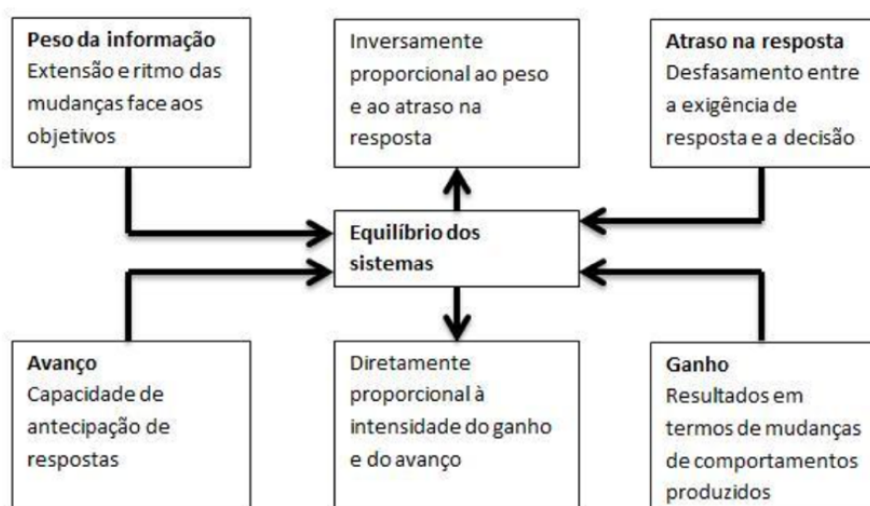 Peso da informação
Extensão e ritmo das
mudanças face aos
objetivos
Inversamente
proporcional ao peso
e ao atraso na
resposta
Atraso na resposta
Desfasamento entre
a exigência de
resposta e a decisão
Equilíbrio dos
sistemas
Avanço
Capacidade de
antecipação de
respostas
Diretamente
proporcional à
intensidade do ganho
e do avanço
Ganho
Resultados em
termos de mudanças
de comportamentos
produzidos